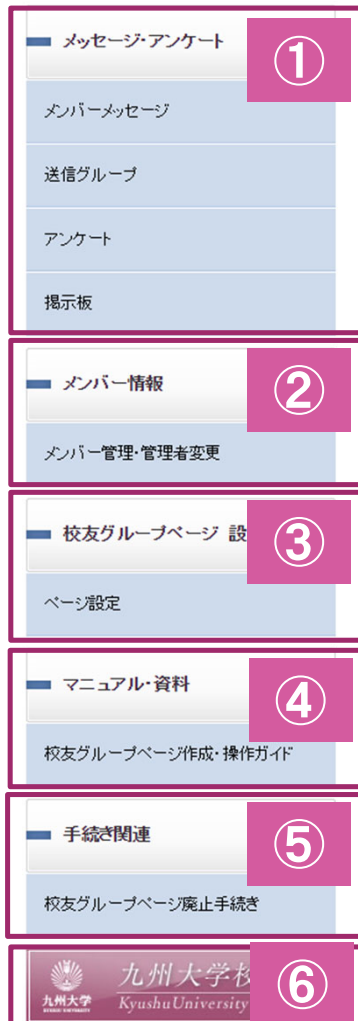 メッセージ・アンケート
①
メンバーメッセージ
送信グループ
アンケート
掲示板
メンバー情報
②
メンバー管理・管理者変更
校友グループページ 設
③
ページ設定
マニュアル・資料
④
校友グループページ作成・操作ガイド
手続き関連
⑤
校友グループページ廃止手続き
九州大学校
⑥
九州大学
KYUSHU UNIVERSITY
Kyushu University